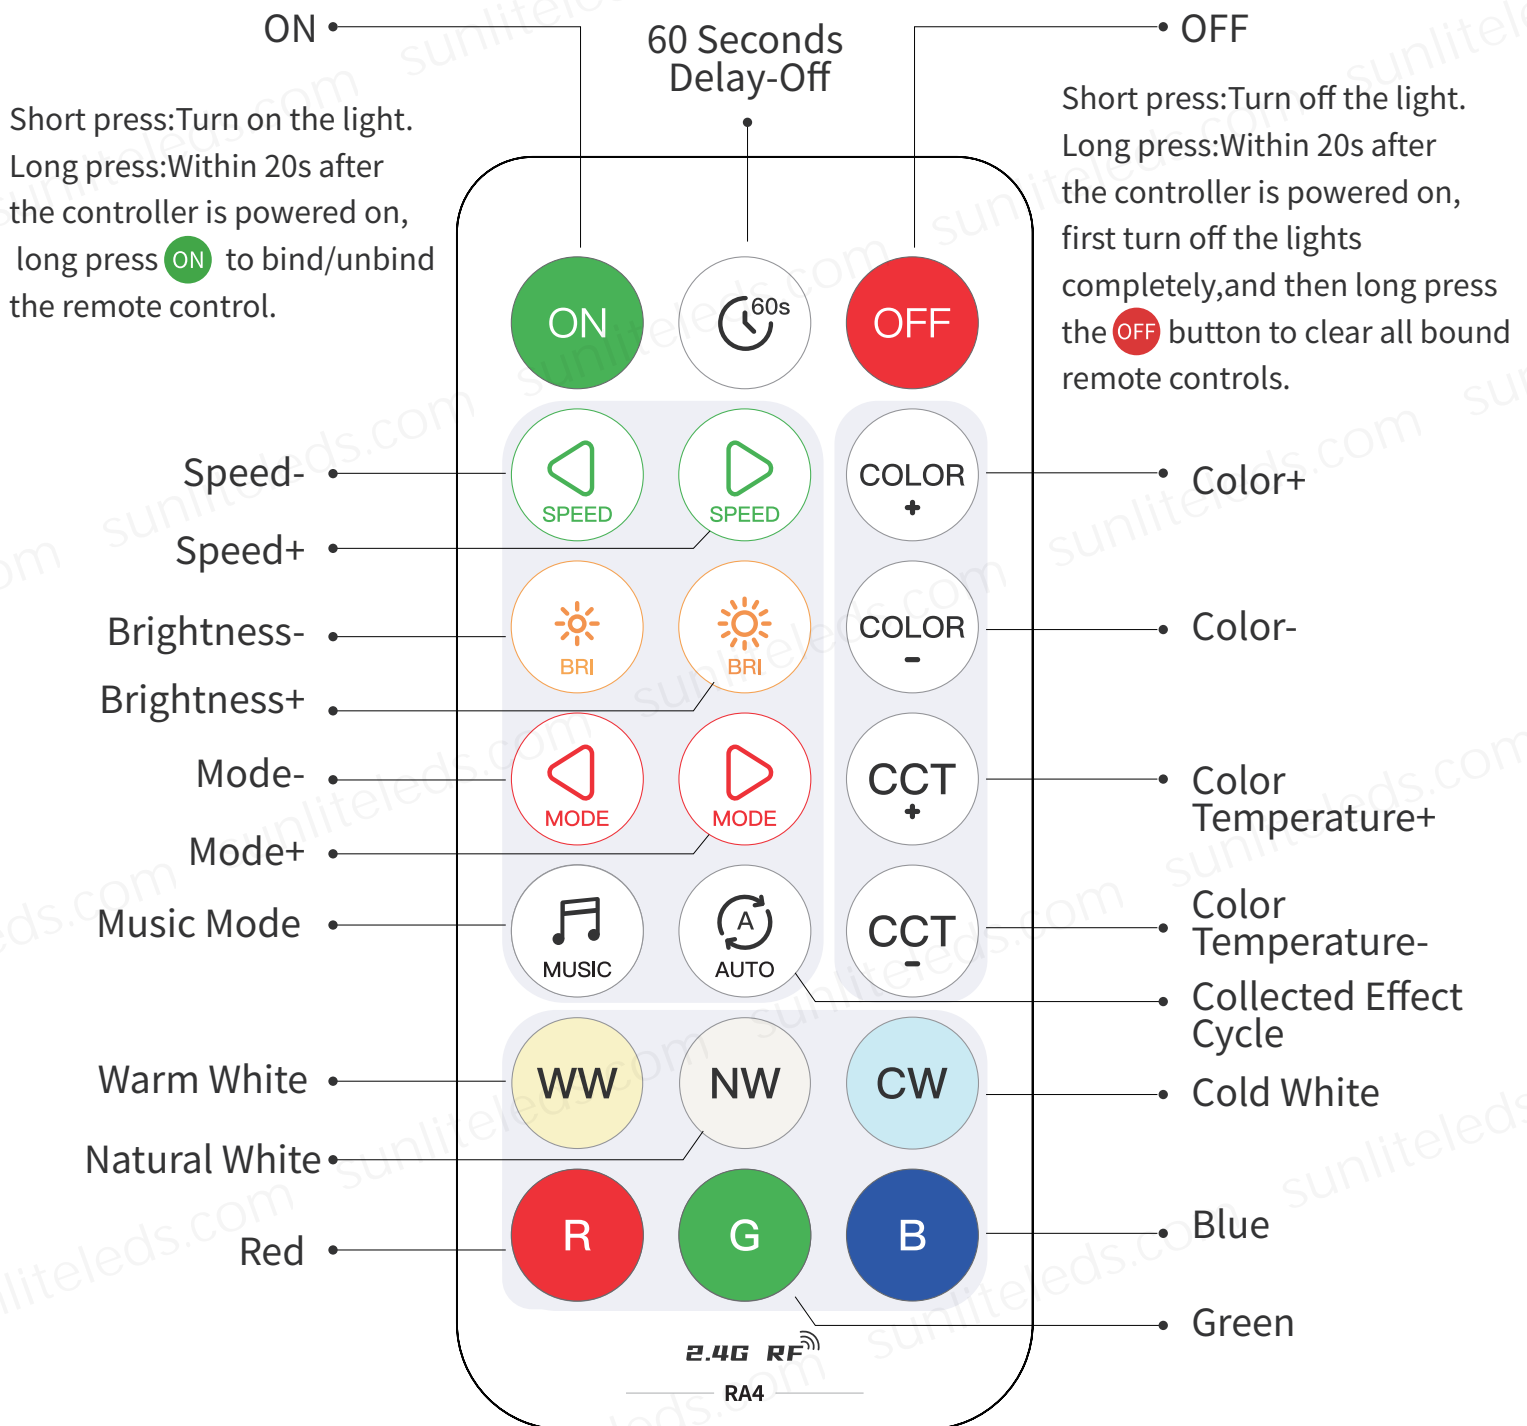 ON
60 Seconds
Delay-Off
OFF
Short press:Turn on the light.
Long press:Within 20s after
the controller is powered on,
long press ON to bind/unbind
the remote control.
Short press:Turn off the light.
Long press:Within 20s after
the controller is powered on,
first turn off the lights
completely,and then long press
the OFF button to clear all bound
remote controls.
ON
60s
OFF
Speed-
SPEED
SPEED
COLOR
+
Color+
Speed+
Brightness-
BRI
BRI
COLOR
-
Color-
Brightness+
Mode-
MODE
MODE
CCT
+
Color
Temperature+
Mode+
Music Mode
MUSIC
A
AUTO
CCT
-
Color
Temperature-
Collected Effect
Cycle
Warm White
WW
NW
CW
Cold White
Natural White
Red
R
G
B
Blue
Green
2.4G RF
RA4
sunliteleds.com